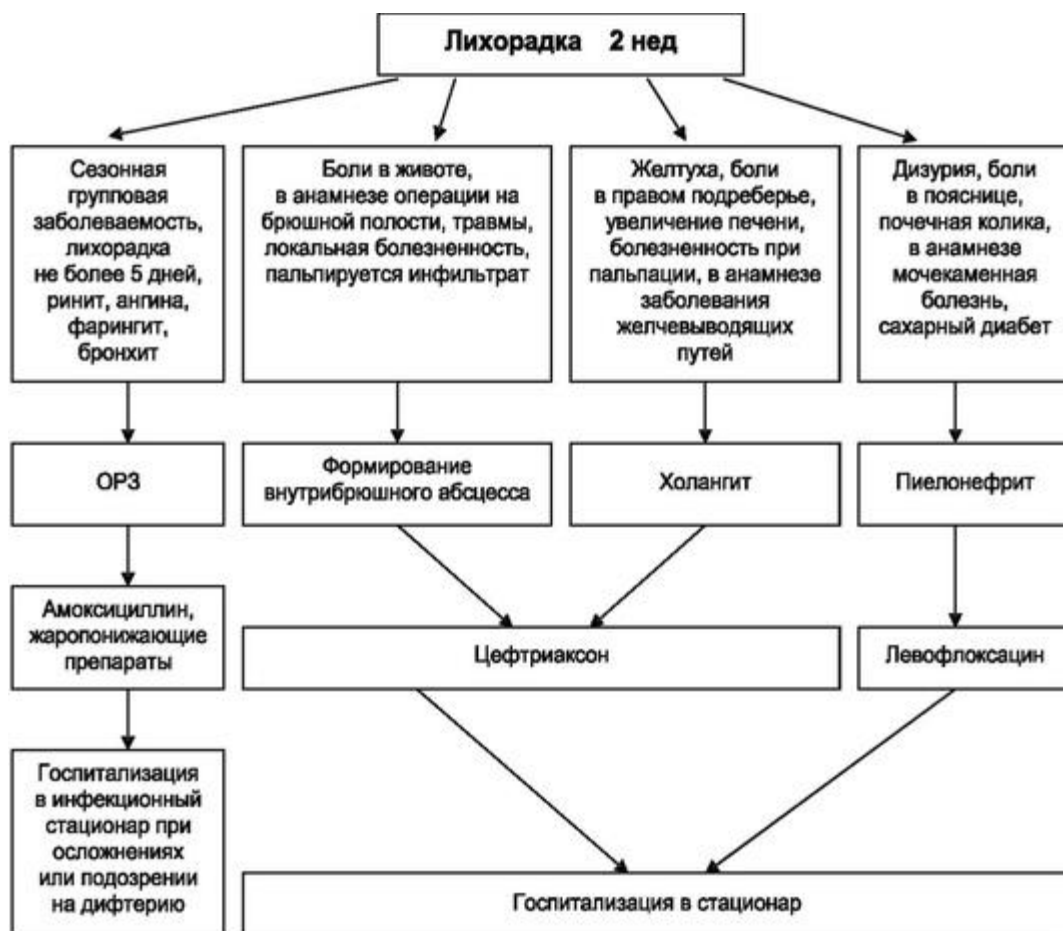 Лихорадка 2 нед
Сезонная
групповая
заболеваемость,
лихорадка
не более 5 дней,
ринит, ангина,
фарингит,
бронхит
Боли в животе,
в анамнезе операции на
брюшной полости, травмы,
локальная болезненность,
пальпируется инфильтрат
Желтуха, боли
в правом подреберье,
увеличение печени,
болезненность при
пальпации, в анамнезе
заболевания
желчевыводящих
путей
Дизурия, боли
в пояснице,
почечная колика,
в анамнезе
мочекаменная
болезнь,
сахарный диабет
ОРЗ
Формирование
внутрибрюшного абсцесса
Холангит
Пиелонефрит
Амоксициллин,
жаропонижающие
препараты
Цефтриаксон
Левофлоксацин
Госпитализация
в инфекционный
стационар при
осложнениях
или подозрении
на дифтерию
Госпитализация в стационар